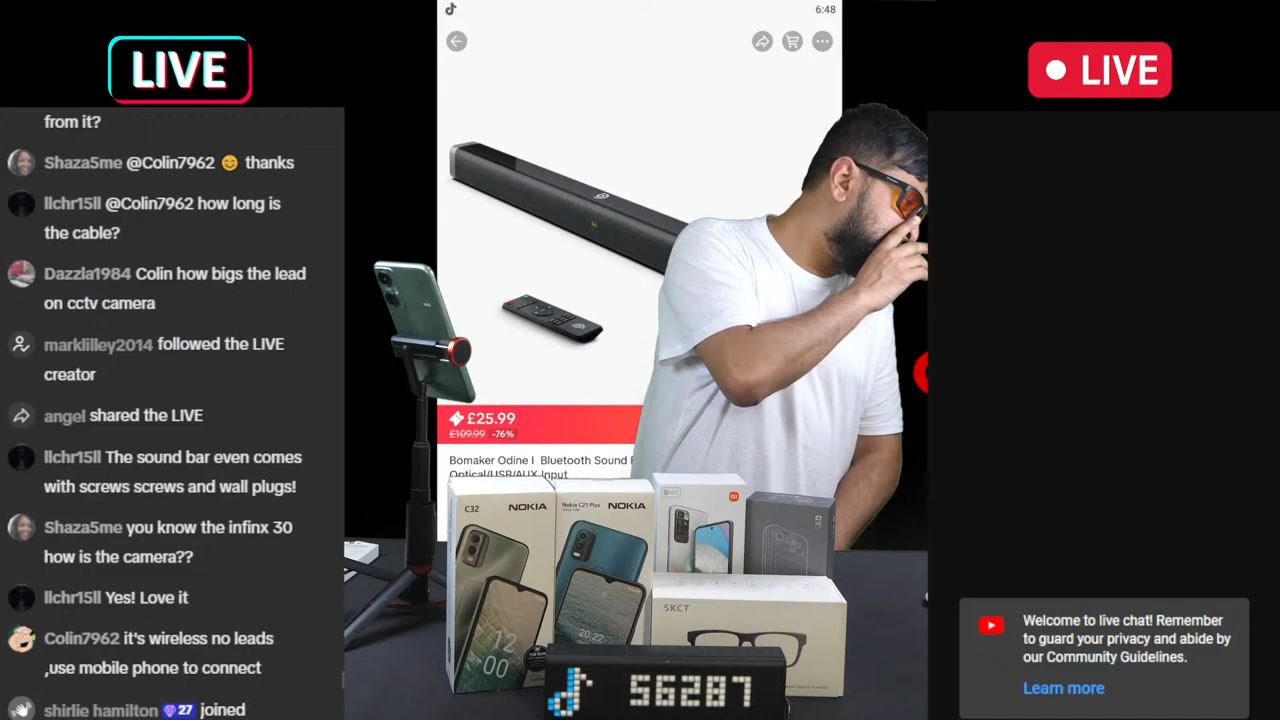 LIVE
from it?
Shaza5me @Colin7962 😊 thanks
llchr15ll @Colin7962 how long is
the cable?
Dazzla1984 Colin how bigs the lead
on cctv camera
marklilley2014 followed the LIVE
creator
angel shared the LIVE
llchr15ll The sound bar even comes
with screws screws and wall plugs!
Shaza5me you know the infinx 30
how is the camera??
llchr15ll Yes! Love it
Colin7962 it's wireless no leads
,use mobile phone to connect
shirlie hamilton 27 joined
6:48
£25.99
£109.99 -76%
Bomaker Odine I Bluetooth Sound
Optical/USB/AUX Input
C32 NOKIA
12
00
Nokia C21 Plus NOKIA
20:22
SKCT
56287
LIVE
Welcome to live chat! Remember
to guard your privacy and abide by
our Community Guidelines.
Learn more